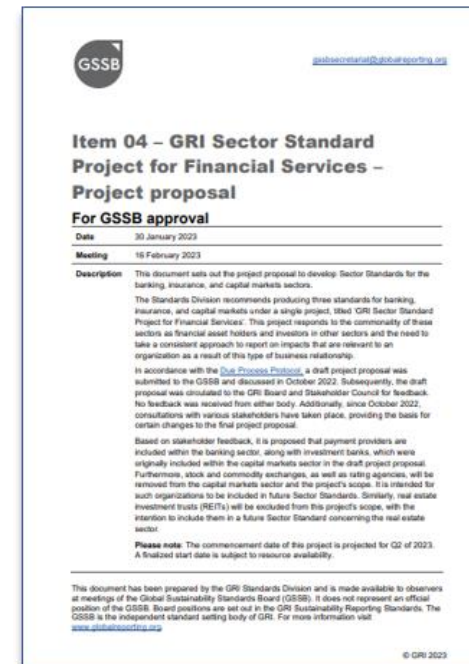 GSSB
gssbsecretariat@globalreporting.org
Item 04 – GRI Sector Standard
Project for Financial Services –
Project proposal
For GSSB approval
Date 30 January 2023
Meeting 16 February 2023
Description This document sets out the project proposal to develop Sector Standards for the
banking, insurance, and capital markets sectors.
The Standards Division recommends producing three standards for banking,
insurance, and capital markets under a single project, titled 'GRI Sector Standard
Project for Financial Services'. This project responds to the commonality of these
sectors as financial asset holders and investors in other sectors and the need to
take a consistent approach to report on impacts that are relevant to an
organization as a result of this type of business relationship.
In accordance with the Due Process Protocol, a draft project proposal was
submitted to the GSSB and discussed in October 2022. Subsequently, the draft
proposal was circulated to the GRI Board and Stakeholder Council for feedback.
No feedback was received from either body. Additionally, since October 2022,
consultations with various stakeholders have taken place, providing the basis for
certain changes to the final project proposal.
Based on stakeholder feedback, it is proposed that payment providers are
included within the banking sector, along with investment banks, which were
originally included within the capital markets sector in the draft project proposal.
Furthermore, stock and commodity exchanges, as well as rating agencies, will be
removed from the capital markets sector and the project's scope. It is intended for
such organizations to be included in future Sector Standards. Similarly, real estate
investment trusts (REITs) will be excluded from this project's scope, with the
intention to include them in a future Sector Standard concerning the real estate
sector.
Please note: The commencement date of this project is projected for Q2 of 2023.
A finalized start date is subject to resource availability.
This document has been prepared by the GRI Standards Division and is made available to observers
at meetings of the Global Sustainability Standards Board (GSSB). It does not represent an official
position of the GSSB. Board positions are set out in the GRI Sustainability Reporting Standards. The
GSSB is the independent standard setting body of GRI. For more information visit
www.globalreporting.org.
© GRI 2023